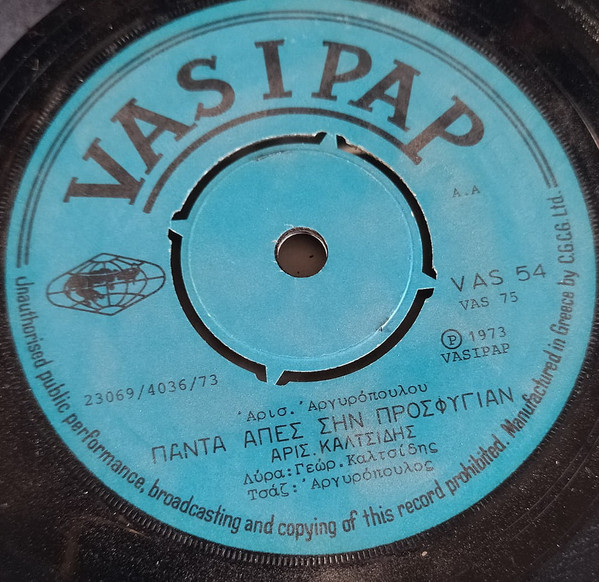 VASIPAP
A.A
VAS 54
VAS 75
Ⓟ 1973
VASIPAP
23069/4036/73
'Αρισ.'Αργυρόπουλου
ΠΑΝΤΑ ΑΠΕΣ ΣΗΝ ΠΡΟΣΦΥΓΙΑΝ
ΑΡΙΣ.ΚΑΛΤΣΙΔΗΣ
Λύρα:Γεώρ.Καλτσίδης
Τσάζ:'Αργυρόπουλος
Unauthorised public performance, broadcasting and copying of this record prohibited. Manufactured in Greece by C.G.C.G Ltd.